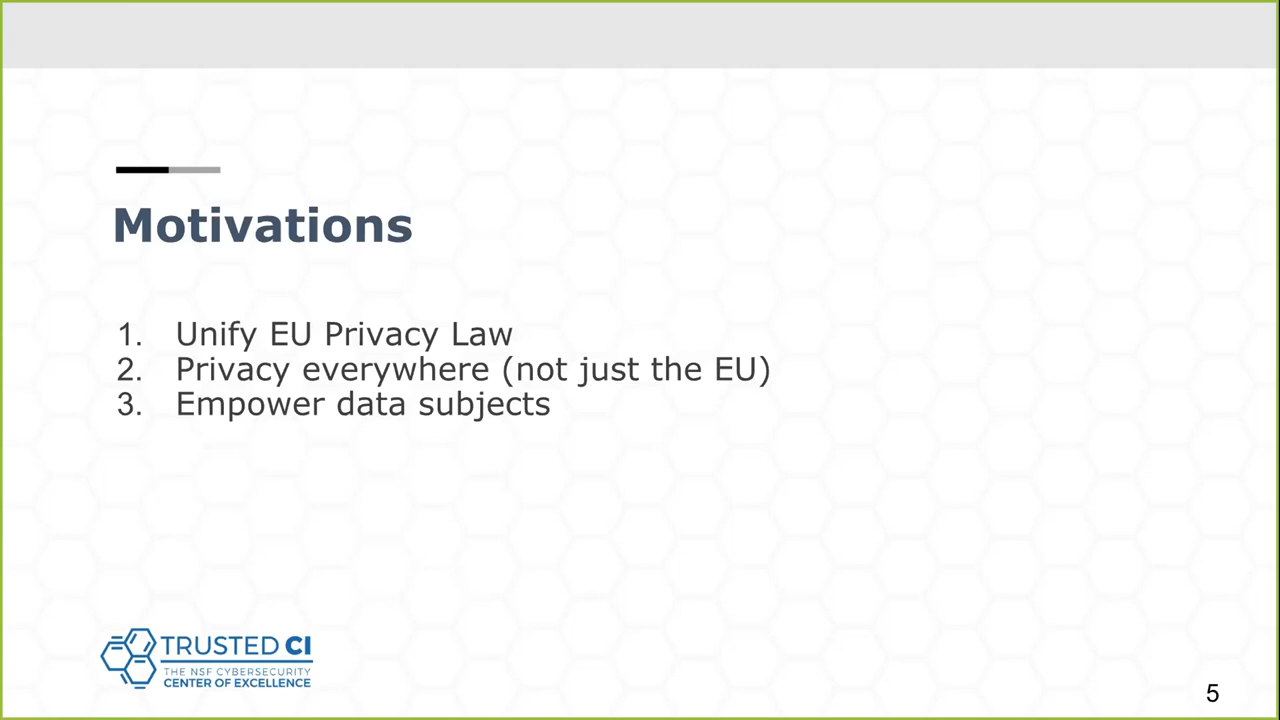 Motivations
1. Unify EU Privacy Law
2. Privacy everywhere (not just the EU)
3. Empower data subjects
TRUSTED CI
THE NSF CYBERSECURITY
CENTER OF EXCELLENCE
5